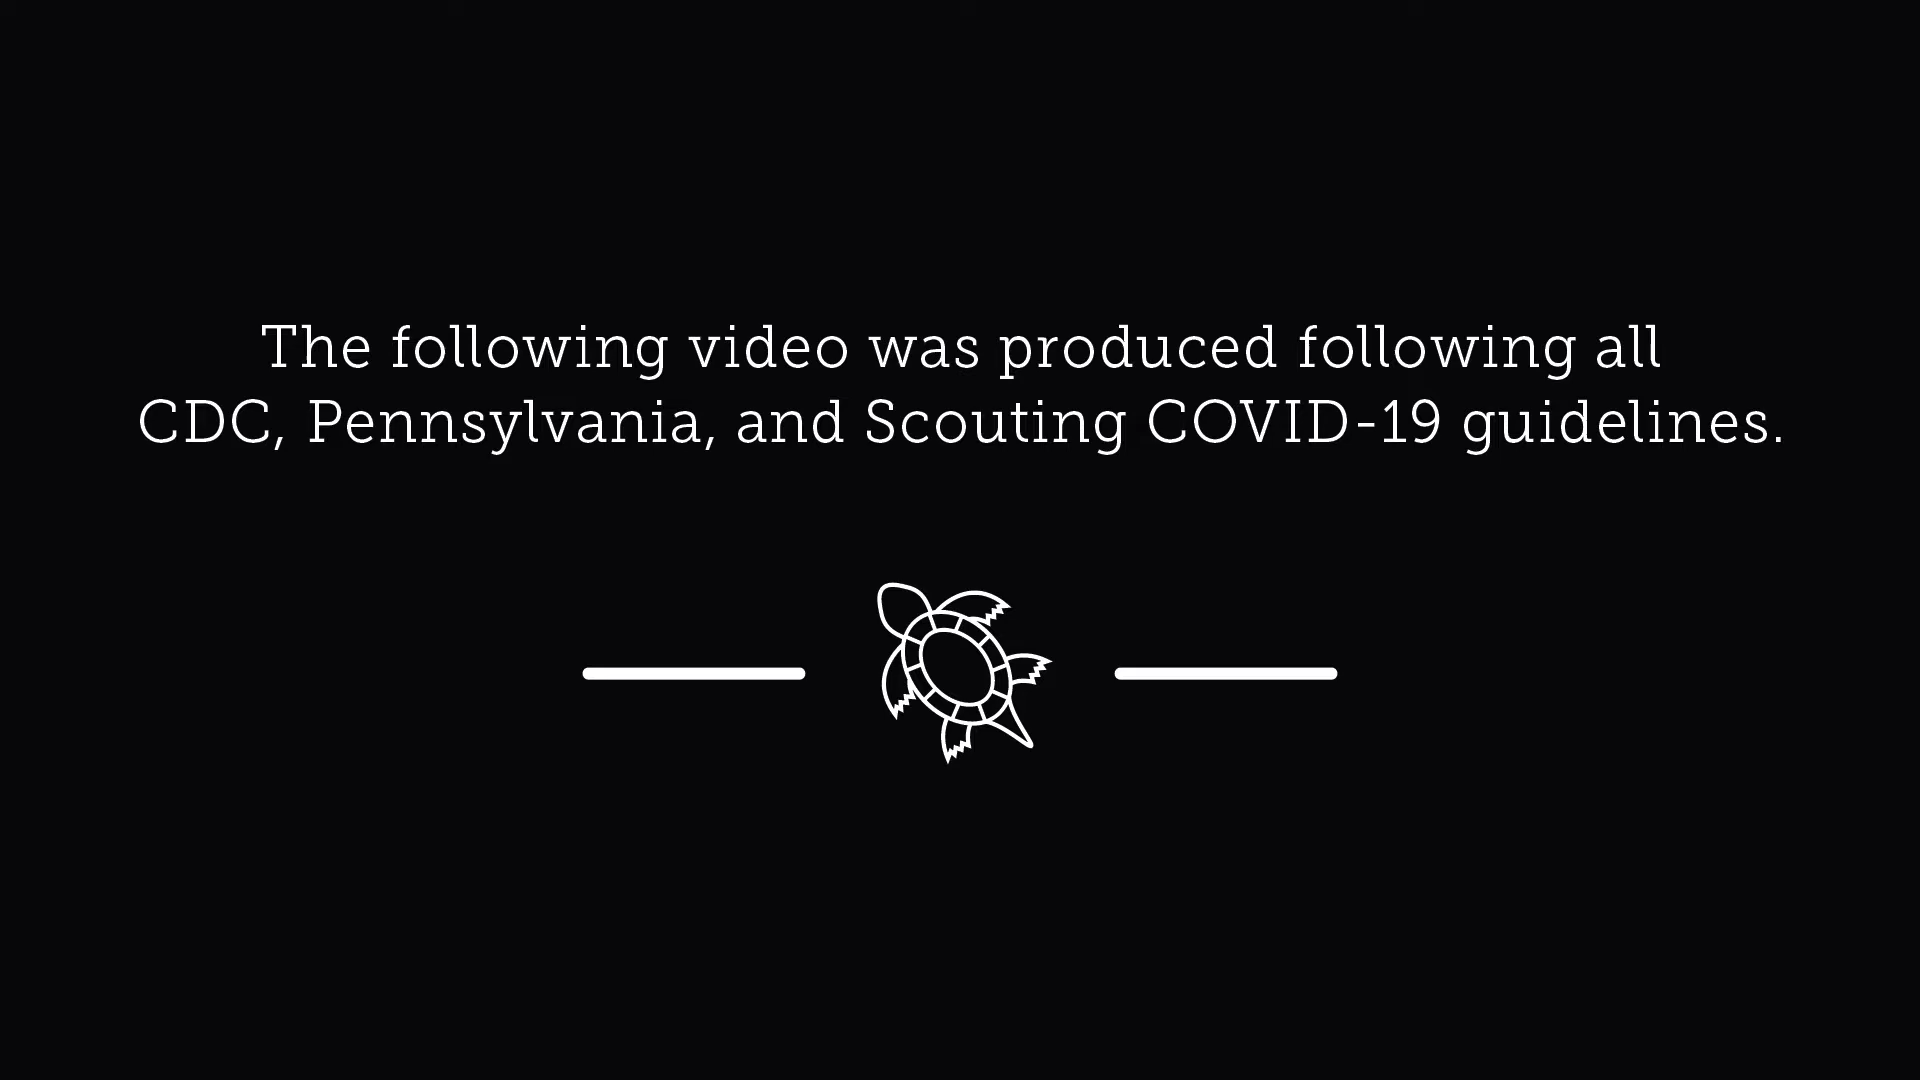 The following video was produced following all
CDC, Pennsylvania, and Scouting COVID-19 guidelines.